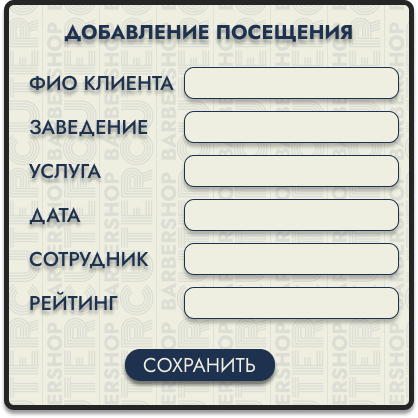 ДОБАВЛЕНИЕ ПОСЕЩЕНИЯ
ФИО КЛИЕНТА
ЗАВЕДЕНИЕ
УСЛУГА
ДАТА
СОТРУДНИК
РЕЙТИНГ
СОХРАНИТЬ